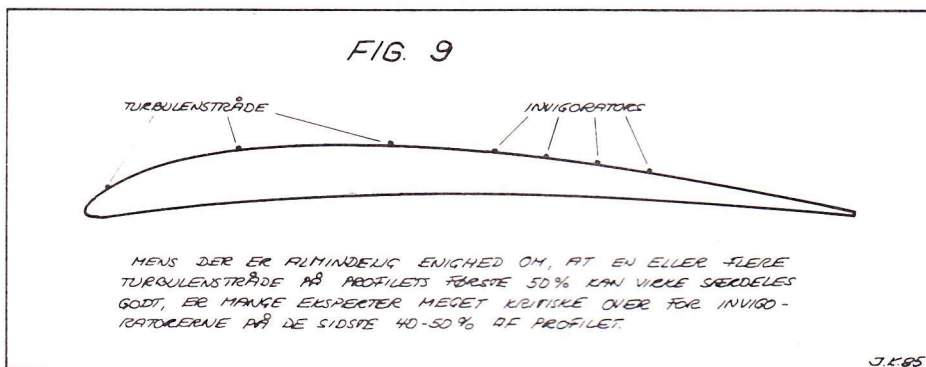 FIG. 9
TURBULENSTRÅDE INVIGORATORS
MENS DER ER ALMINDELIG ENIGHED OM, AT EN ELLER FLERE
TURBULENSTRÅDE PÅ PROFILETS FØRSTE 50% KAN VIRKE SÆRDELES
GODT, ER MANGE EKSPERTER MEGET KRITISKE OVER FOR INVIGO-
RATORERNE PÅ DE SIDSTE 40-50% AF PROFILET.
J.K.85